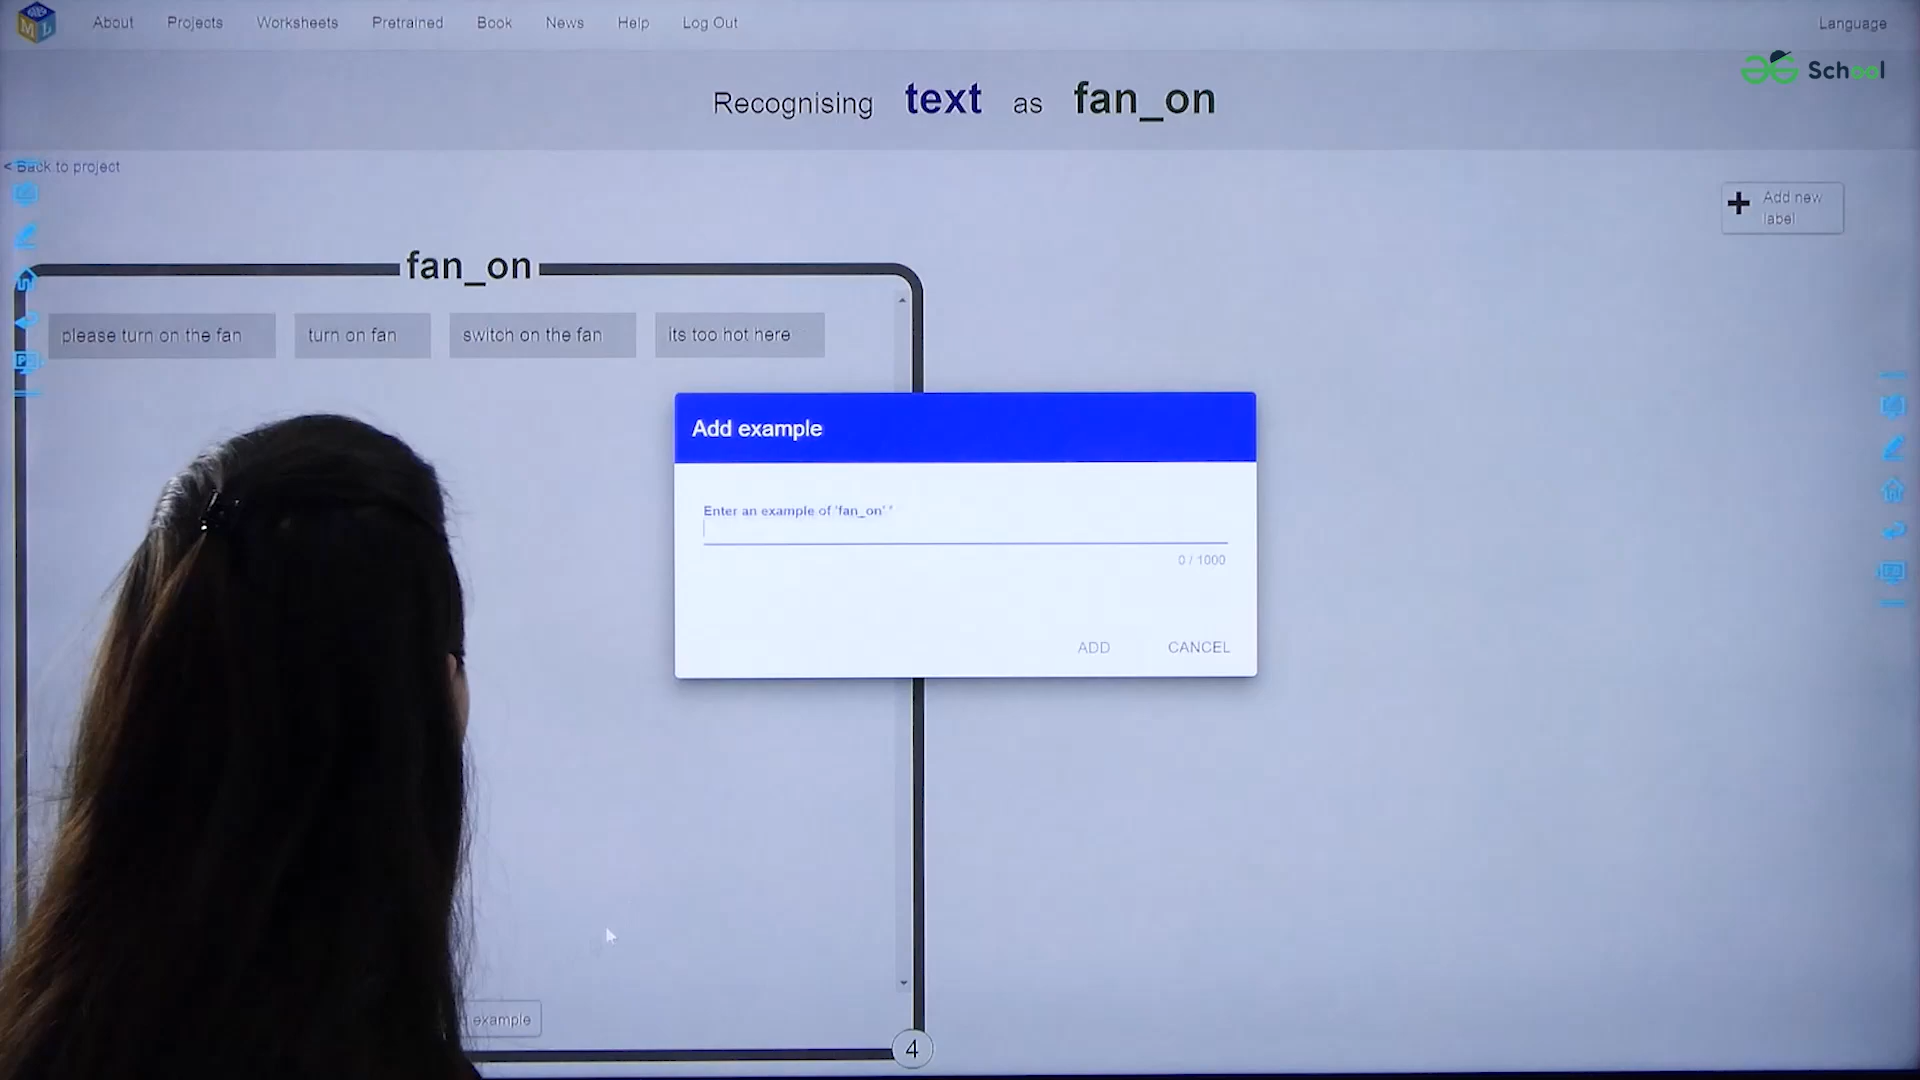 About Projects Worksheets Pretrained Book News Help Log Out Language
School
Recognising text as fan_on
< Back to project
+ Add new
label
fan_on
please turn on the fan turn on fan switch on the fan its too hot here
Add example
Enter an example of 'fan_on' *
0 / 1000
ADD CANCEL
example
4